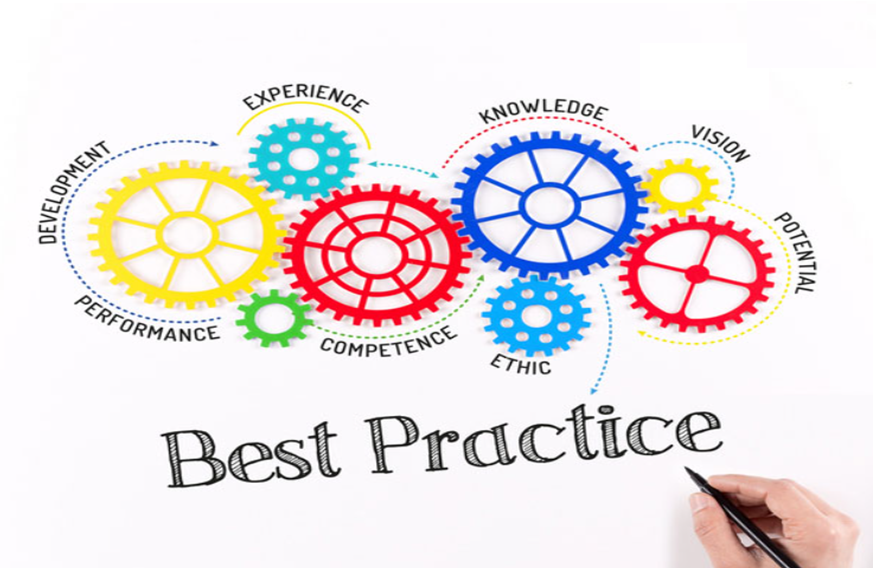 EXPERIENCE
KNOWLEDGE
VISION
DEVELOPMENT
POTENTIAL
PERFORMANCE
COMPETENCE
ETHIC
Best Practice